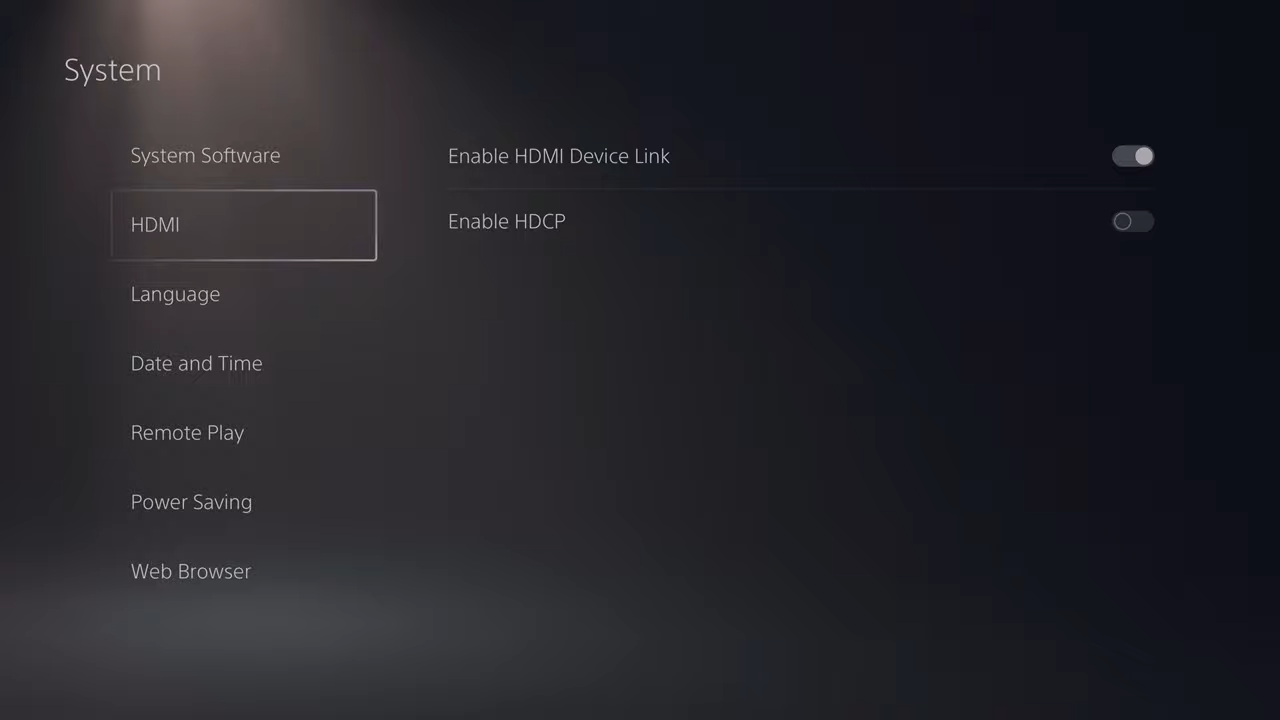 System
System Software
HDMI
Language
Date and Time
Remote Play
Power Saving
Web Browser
Enable HDMI Device Link
Enable HDCP